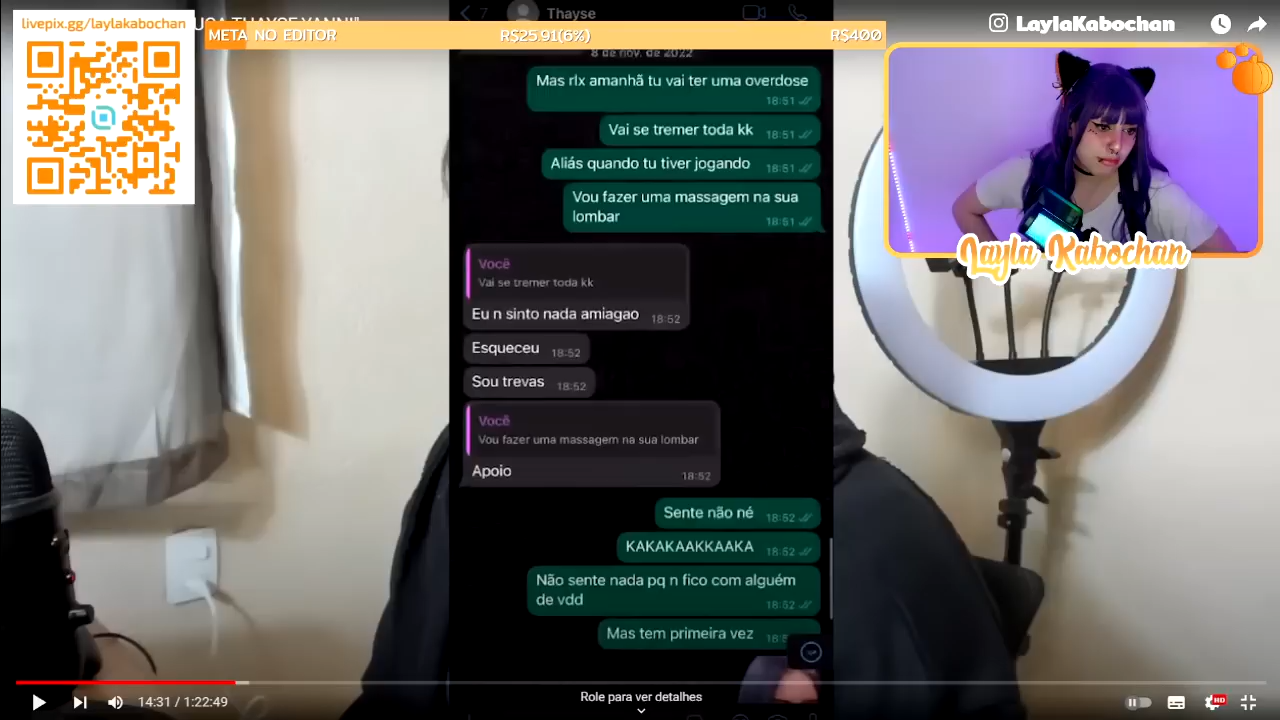 livepix.gg/laylakabochan
META NO EDITOR
R$25.91(6%)
R$400
LaylaKabochan
7
Thayse
8 de nov. de 2022
Mas rlx amanhã tu vai ter uma overdose
18:51
Vai se tremer toda kk
18:51
Aliás quando tu tiver jogando
18:51
Vou fazer uma massagem na sua
lombar
18:51
Você
Vai se tremer toda kk
Eu n sinto nada amiagao
18:52
Esqueceu
18:52
Sou trevas
18:52
Você
Vou fazer uma massagem na sua lombar
Apoio
18:52
Sente não né
18:52
KAKAKAAKKAAKA
18:52
Não sente nada pq n fico com alguém
de vdd
18:52
Mas tem primeira vez
Layla Kabochan
14:31 / 1:22:49
Role para ver detalhes
HD